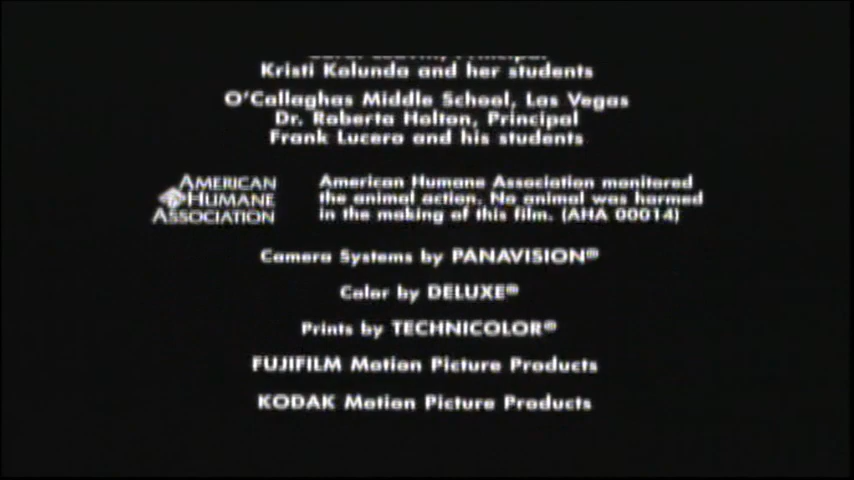 Kristi Kalunda and her students
O'Callaghas Middle School, Las Vegas
Dr. Roberta Holton, Principal
Frank Lucero and his students
AMERICAN
HUMANE
ASSOCIATION
American Humane Association monitored
the animal action. No animal was harmed
in the making of this film. (AHA 00014)
Camera Systems by PANAVISION®
Color by DELUXE®
Prints by TECHNICOLOR®
FUJIFILM Motion Picture Products
KODAK Motion Picture Products